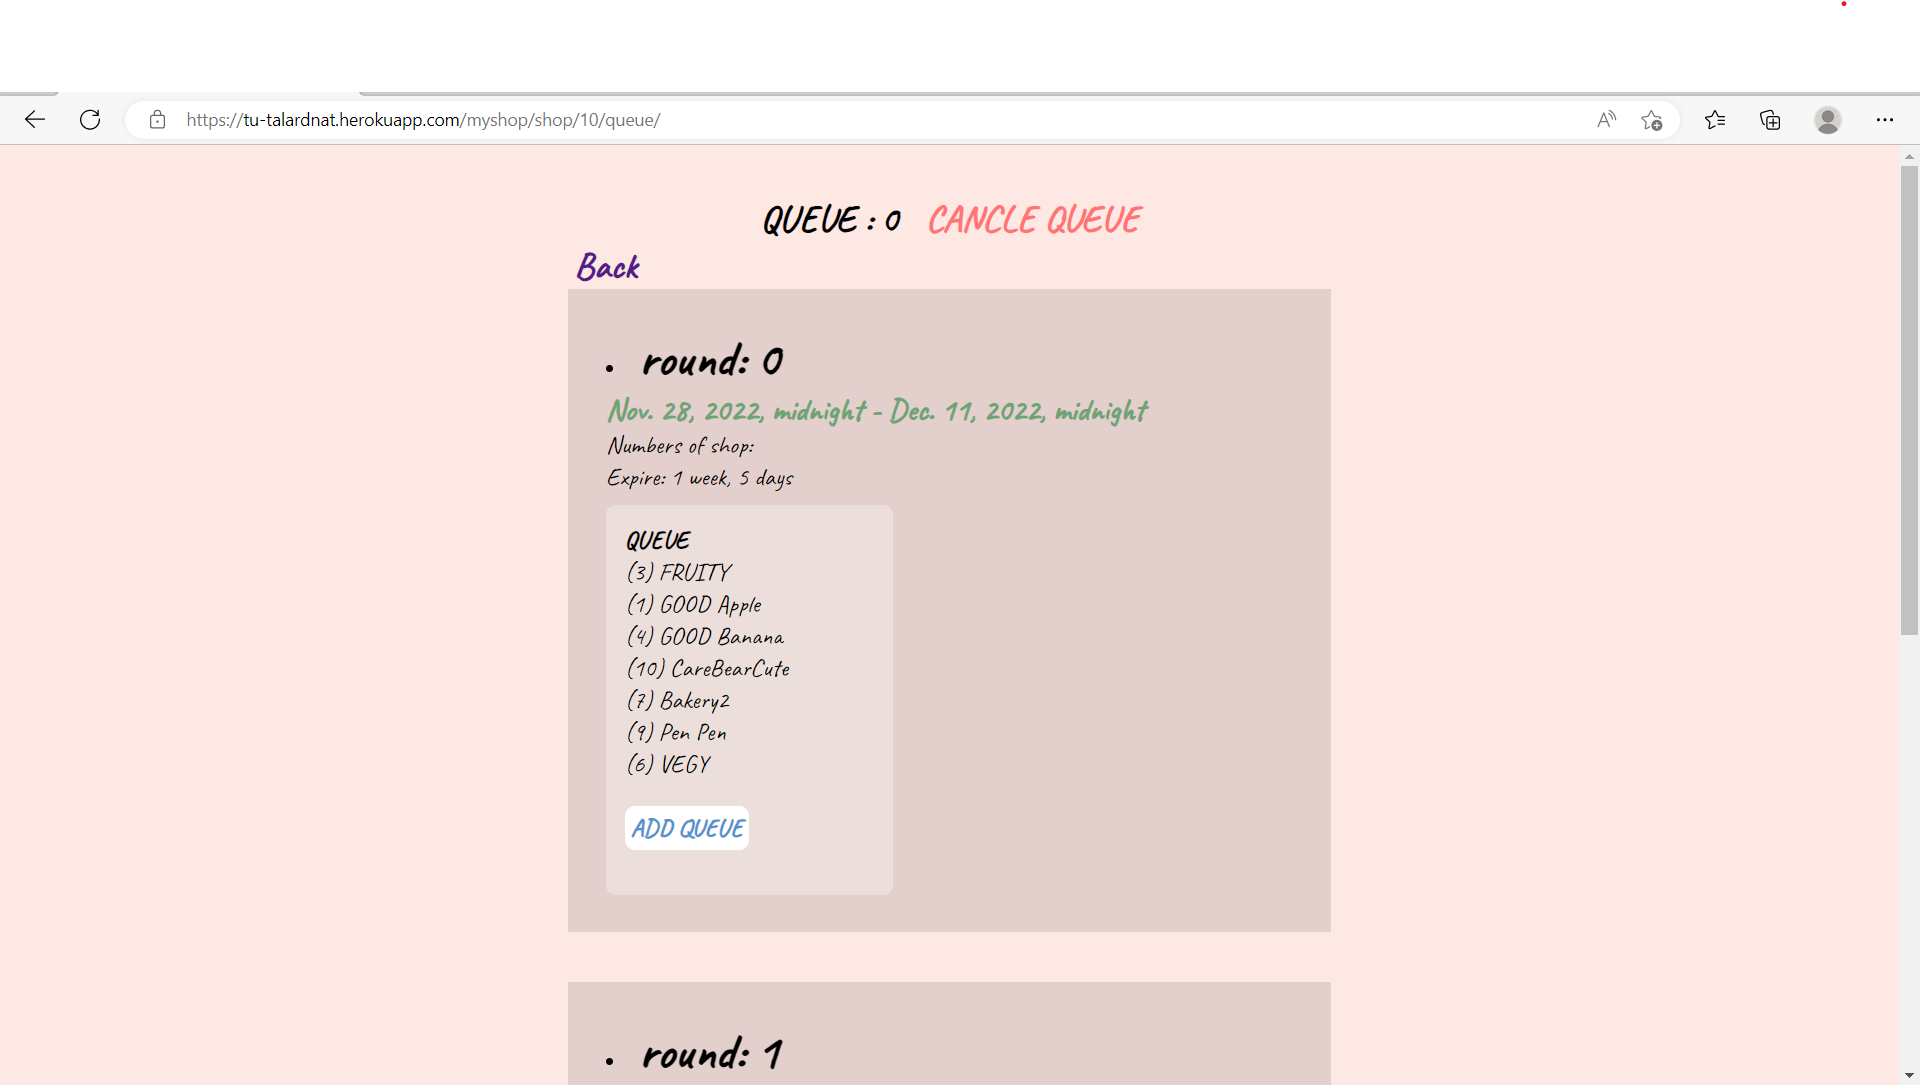 https://tu-talardnat.herokuapp.com/myshop/shop/10/queue/
QUEUE : 0 CANCLE QUEUE
Back
round: 0
Nov. 28, 2022, midnight - Dec. 11, 2022, midnight
Numbers of shop:
Expire: 1 week, 5 days
QUEUE
(3) FRUITY
(1) GOOD Apple
(4) GOOD Banana
(10) CareBearCute
(7) Bakery2
(9) Pen Pen
(6) VEGY
ADD QUEUE
round: 1